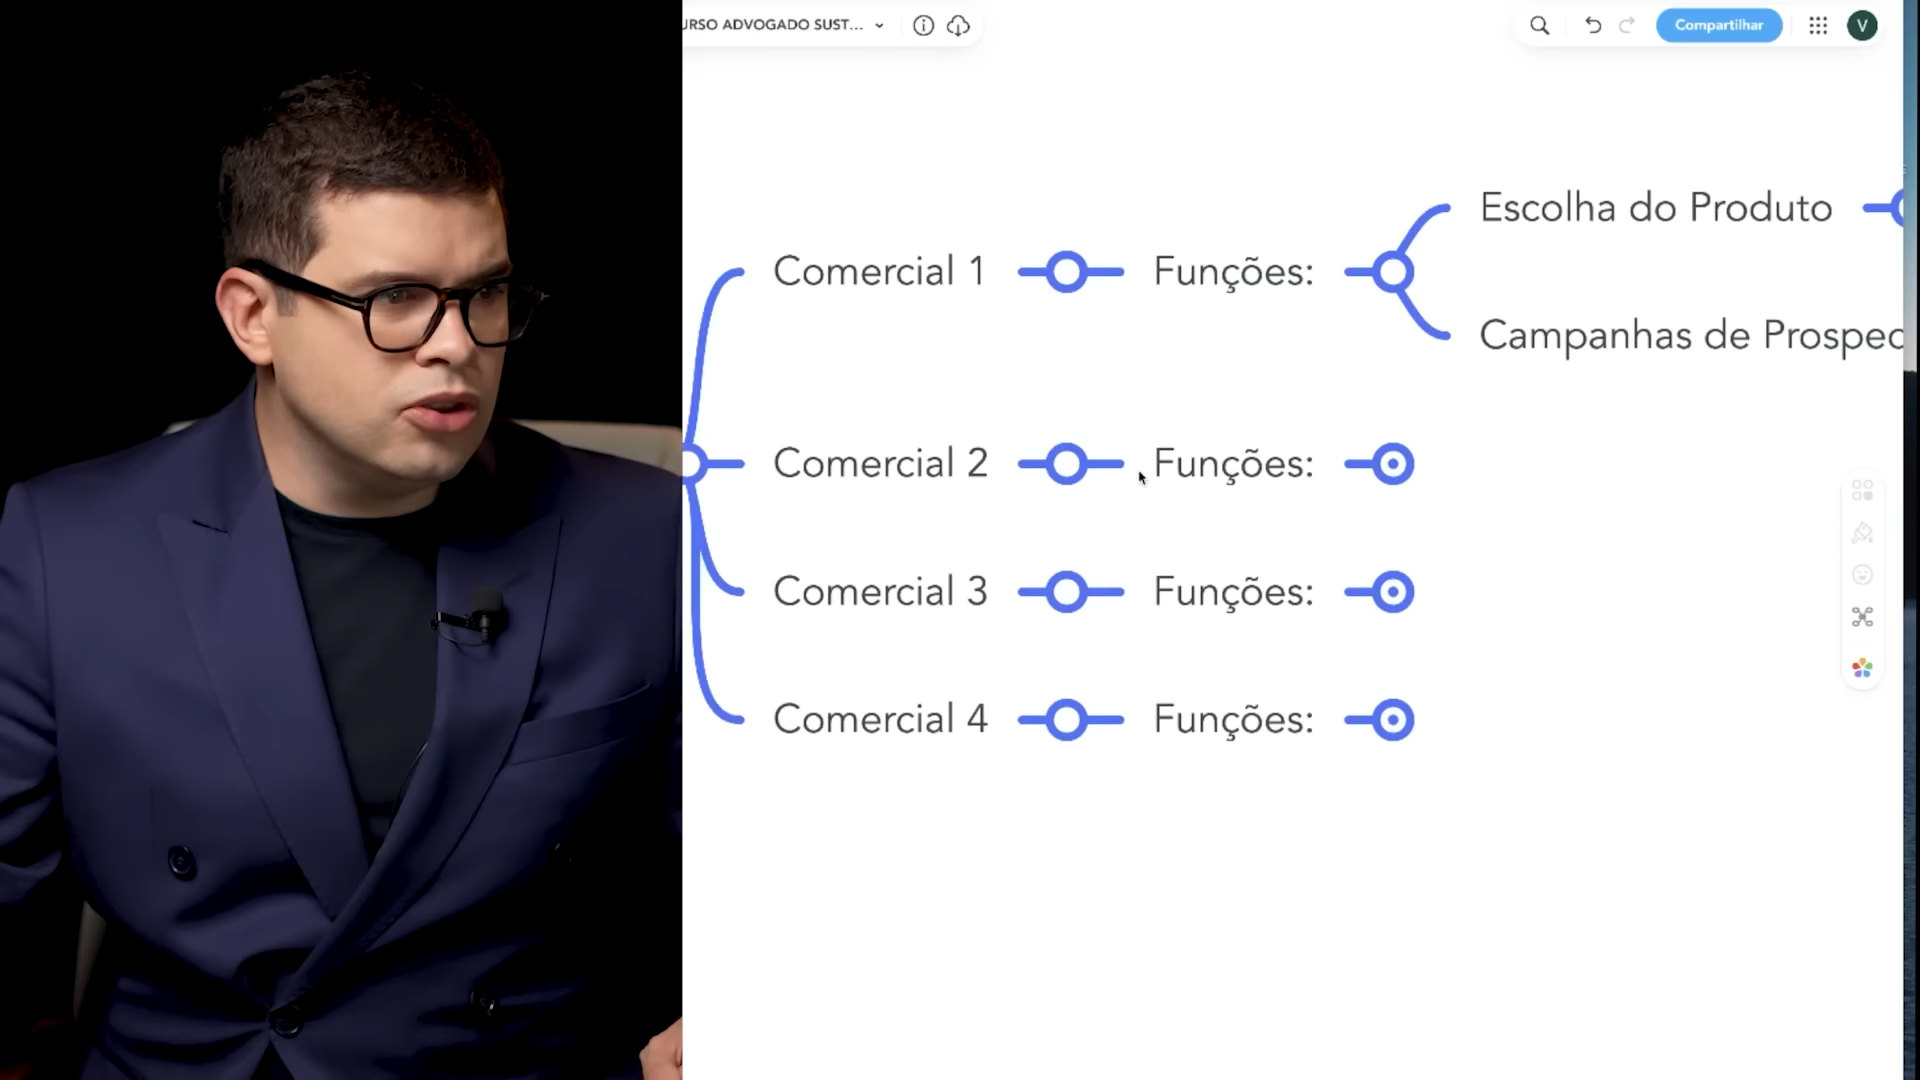 URSO ADVOGADO SUST...
Compartilhar
V
Escolha do Produto
Comercial 1
Funções:
Campanhas de Prospec
Comercial 2
Funções:
Comercial 3
Funções:
Comercial 4
Funções: